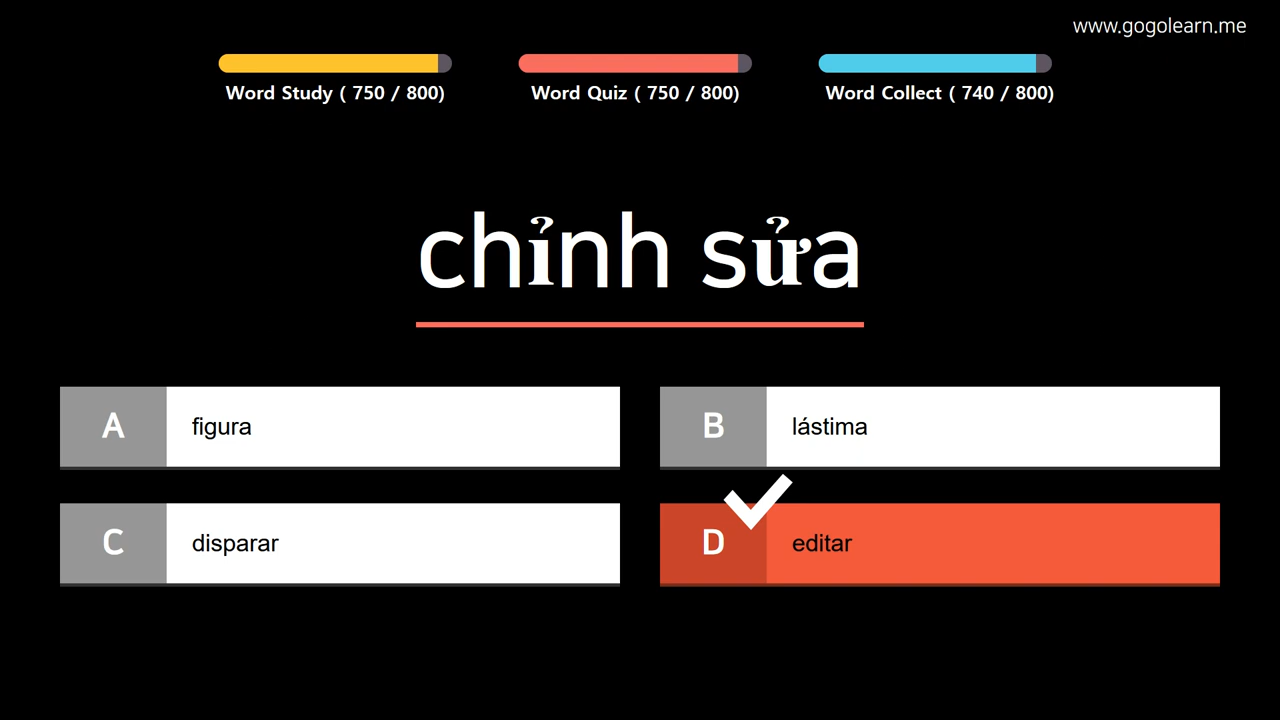 www.gogolearn.me
Word Study ( 750 / 800)
Word Quiz ( 750 / 800)
Word Collect ( 740 / 800)
chỉnh sửa
A figura
B lástima
C disparar
D editar